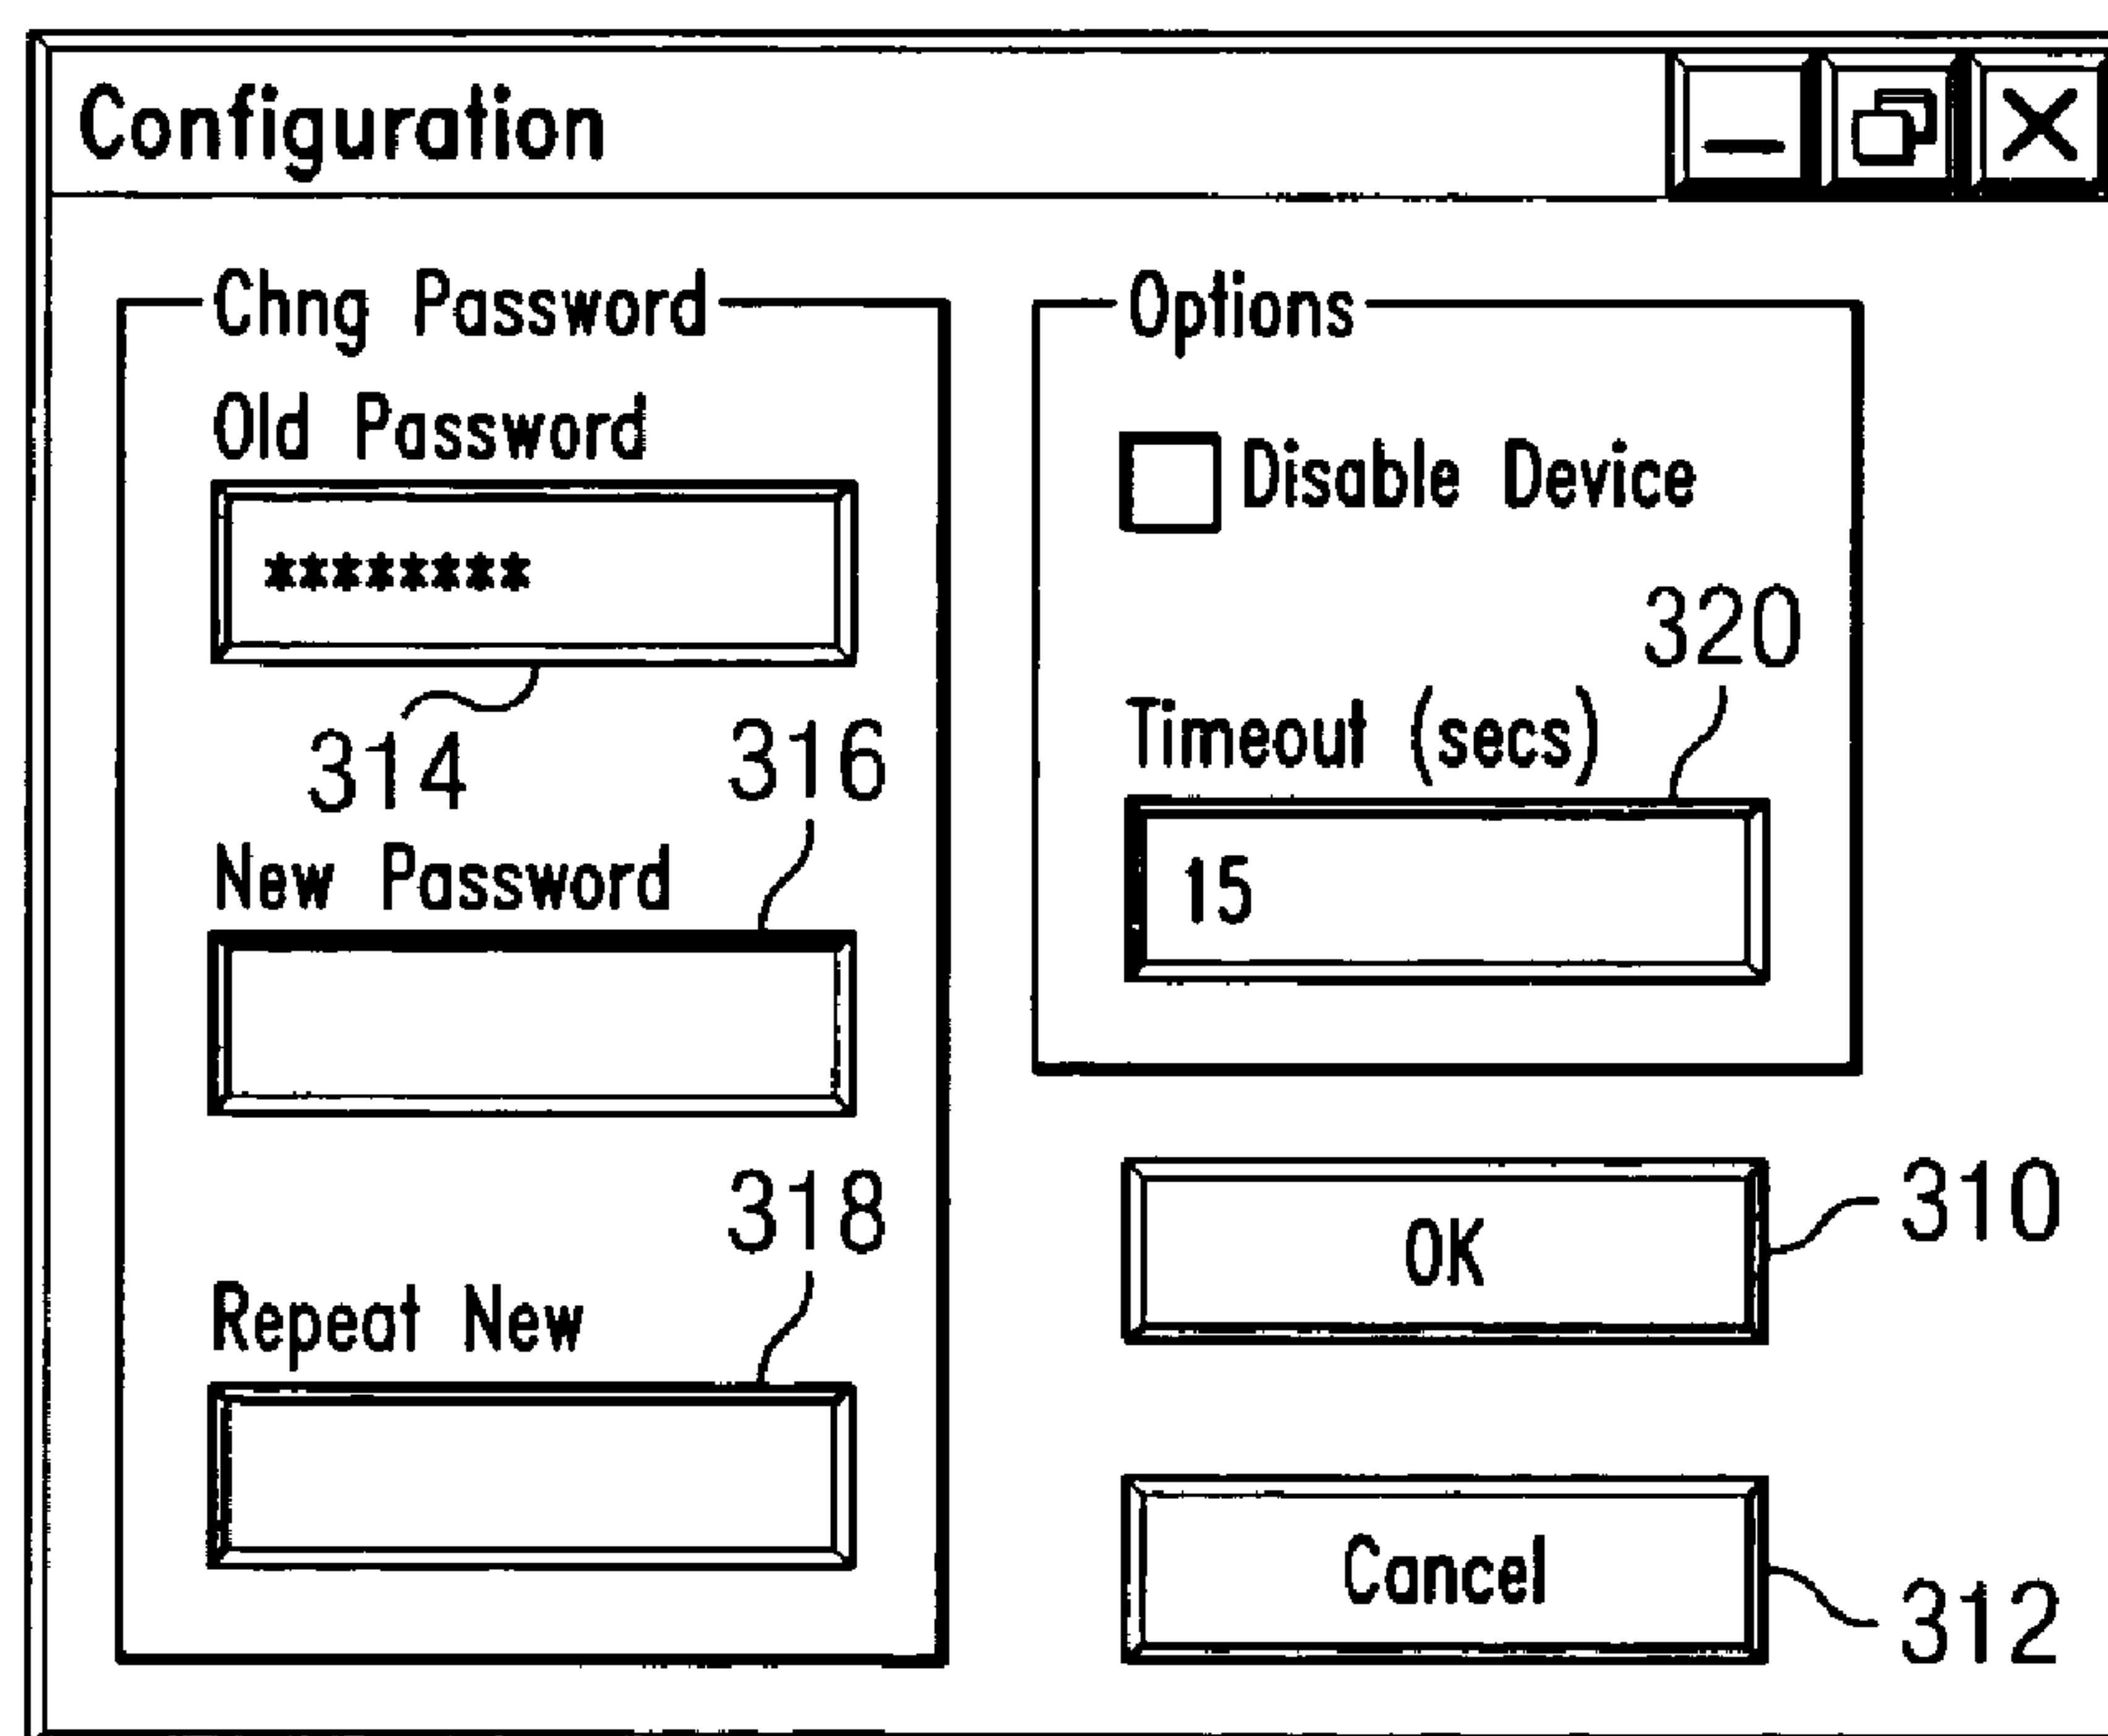 Configuration
Chng Password
Old Password
********
314
316
New Password
318
Repeat New
Options
Disable Device
320
Timeout (secs)
15
OK
310
Cancel
312